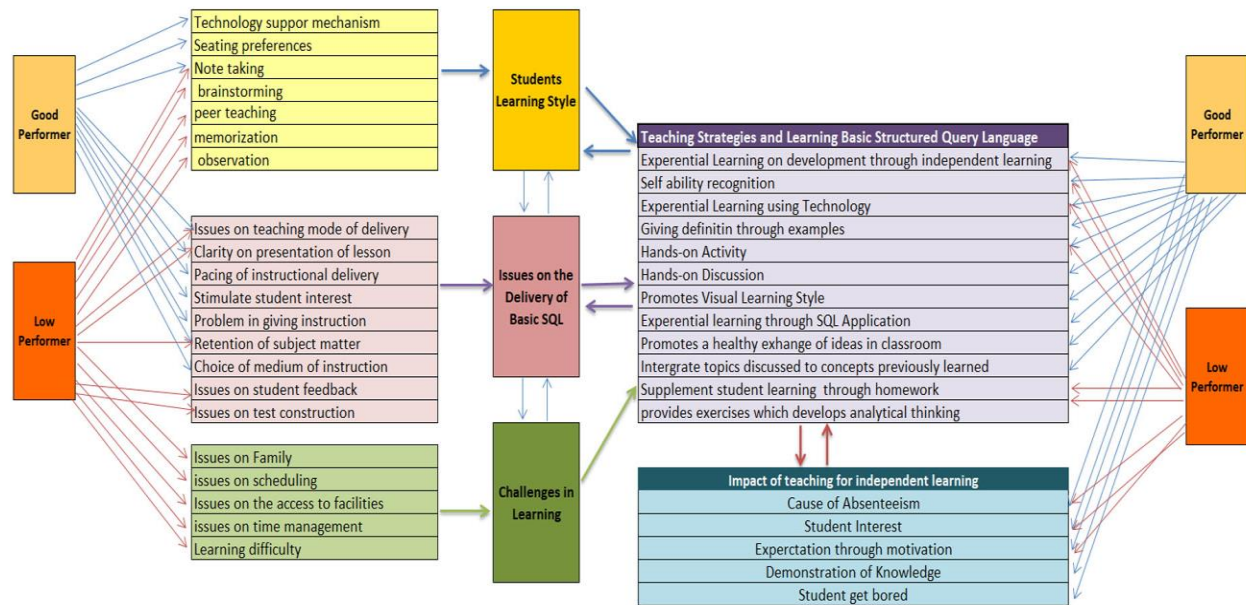 Good
Performer
Low
Performer
Technology suppor mechanism
Seating preferences
Note taking
brainstorming
peer teaching
memorization
observation
Issues on teaching mode of delivery
Clarity on presentation of lesson
Pacing of instructional delivery
Stimulate student interest
Problem in giving instruction
Retention of subject matter
Choice of medium of instruction
Issues on student feedback
Issues on test construction
Issues on Family
issues on scheduling
Issues on the access to facilities
issues on time management
Learning difficulty
Students
Learning Style
Issues on the
Delivery of
Basic SQL
Challenges in
Learning
Teaching Strategies and Learning Basic Structured Query Language
Experential Learning on development through independent learning
Self ability recognition
Experential Learning using Technology
Giving definitin through examples
Hands-on Activity
Hands-on Discussion
Promotes Visual Learning Style
Experential learning through SQL Application
Promotes a healthy exhange of ideas in classroom
Intergrate topics discussed to concepts previously learned
Supplement student learning through homework
provides exercises which develops analytical thinking
Impact of teaching for independent learning
Cause of Absenteeism
Student Interest
Experctation through motivation
Demonstration of Knowledge
Student get bored
Good
Performer
Low
Performer